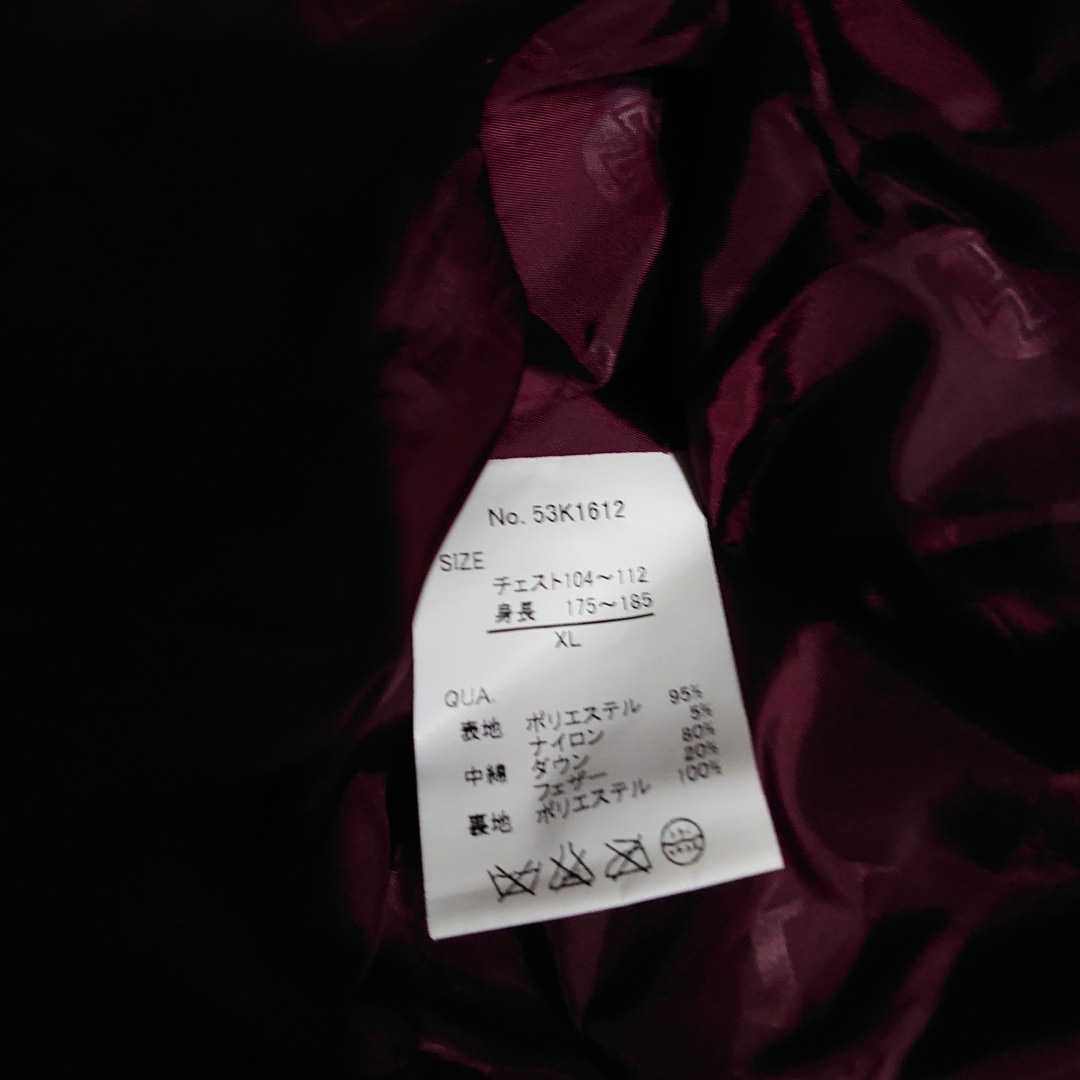 No. 53K1612
SIZE
チェスト104～112
身長 175～185
XL
QUA.
表地 ポリエステル 95%
ナイロン 5%
中綿 ダウン 80%
フェザー 20%
裏地 ポリエステル 100%